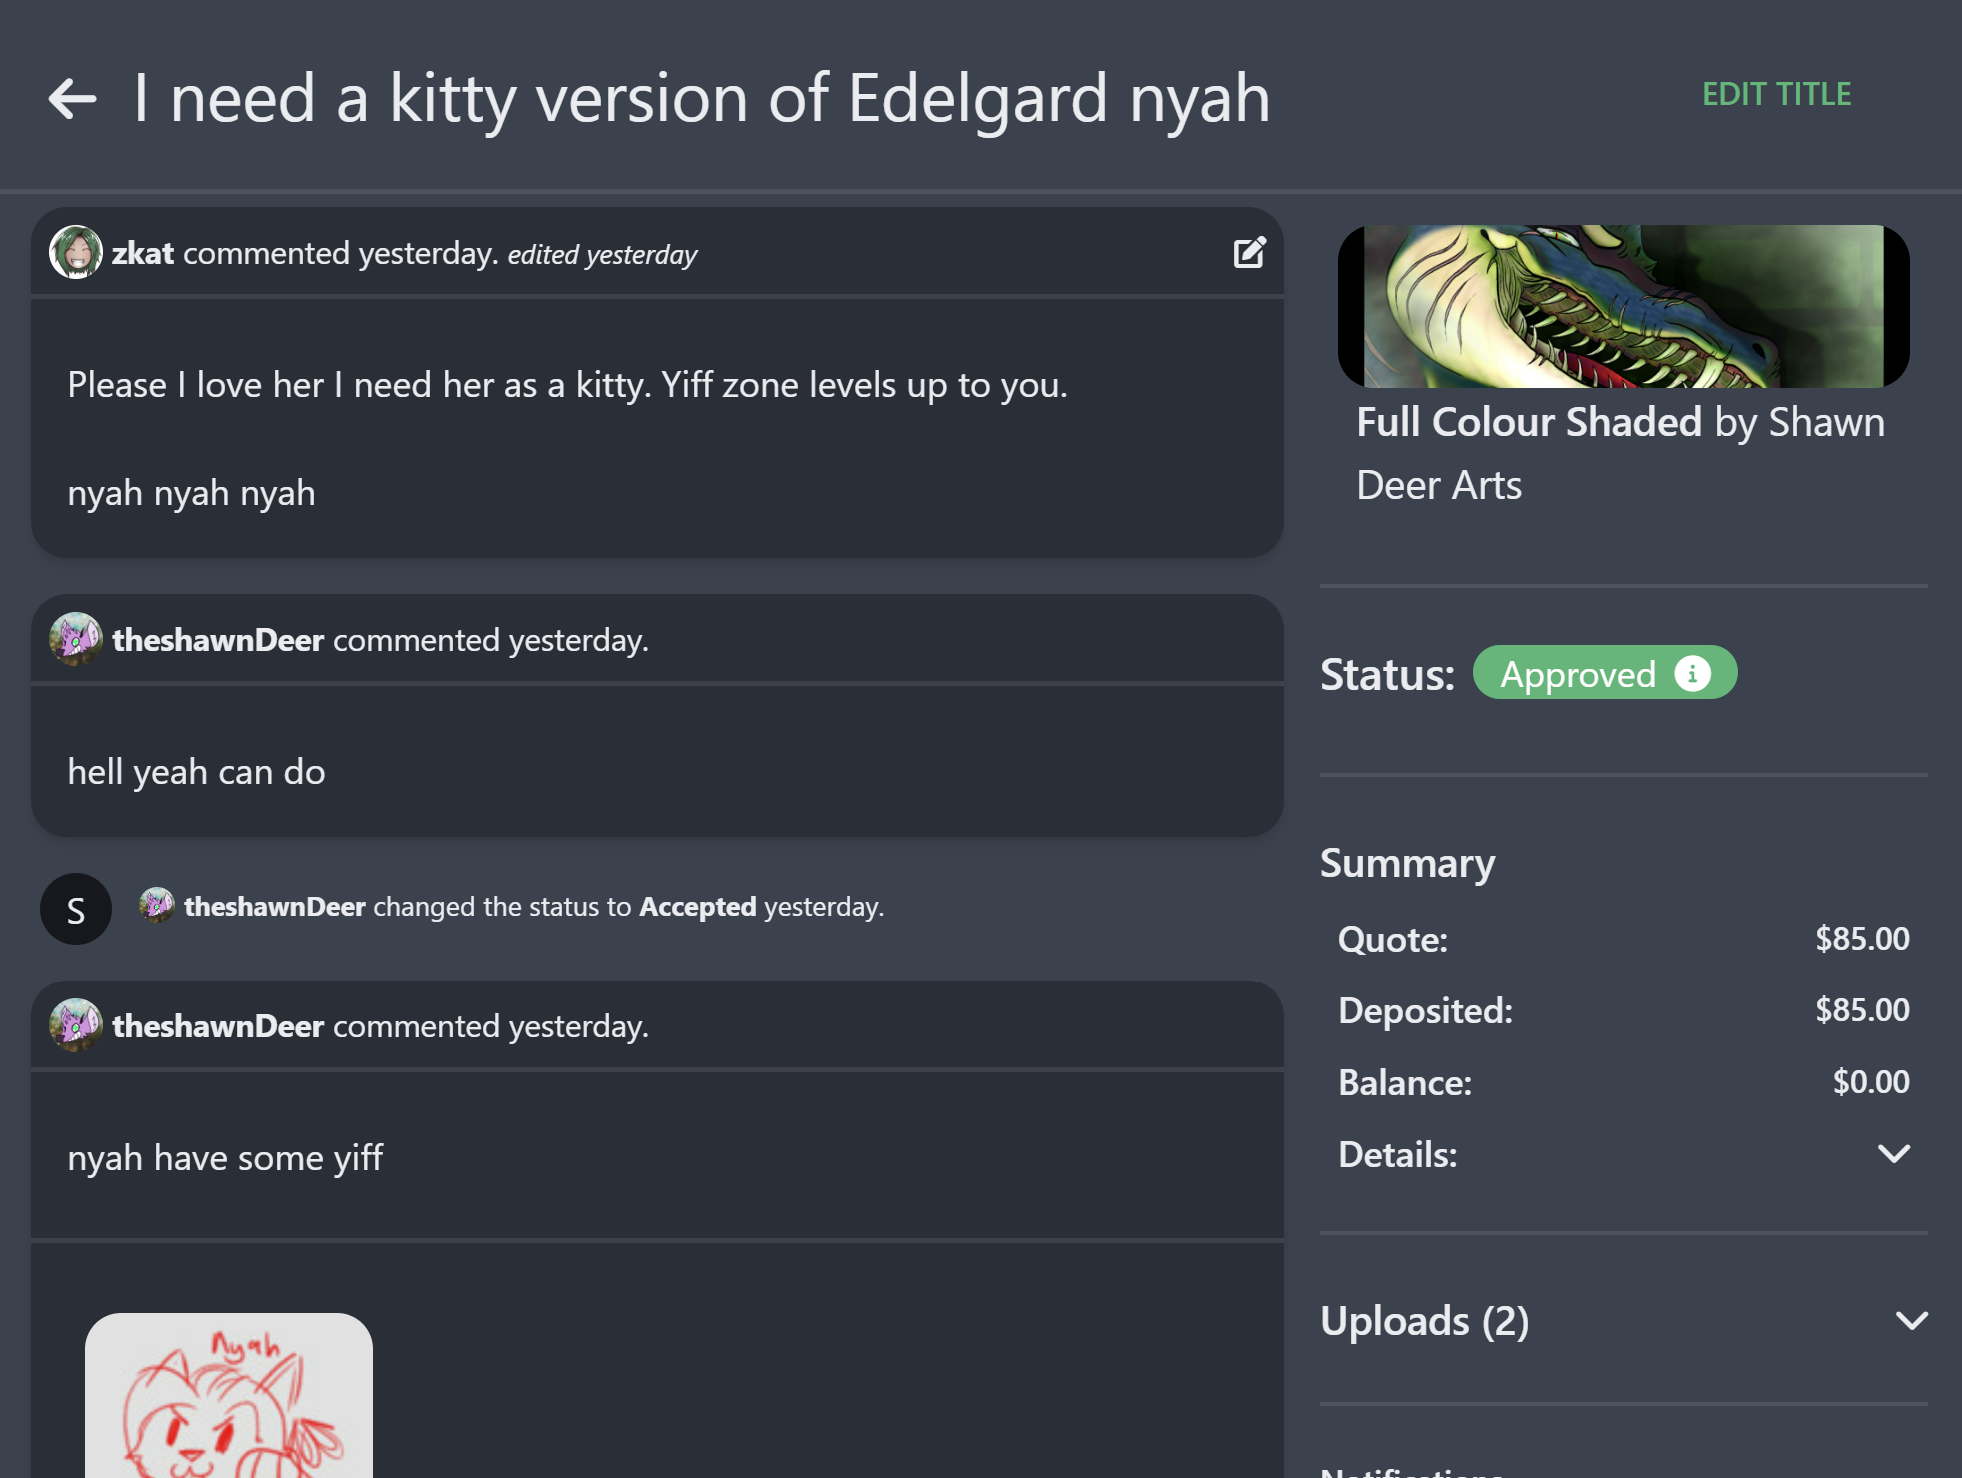 I need a kitty version of Edelgard nyah
EDIT TITLE
zkat commented yesterday. edited yesterday
Please I love her I need her as a kitty. Yiff zone levels up to you.
nyah nyah nyah
theshawnDeer commented yesterday.
hell yeah can do
S
theshawnDeer changed the status to Accepted yesterday.
theshawnDeer commented yesterday.
nyah have some yiff
Nyah
Full Colour Shaded by Shawn
Deer Arts
Status: Approved
Summary
Quote: $85.00
Deposited: $85.00
Balance: $0.00
Details:
Uploads (2)
Notifications